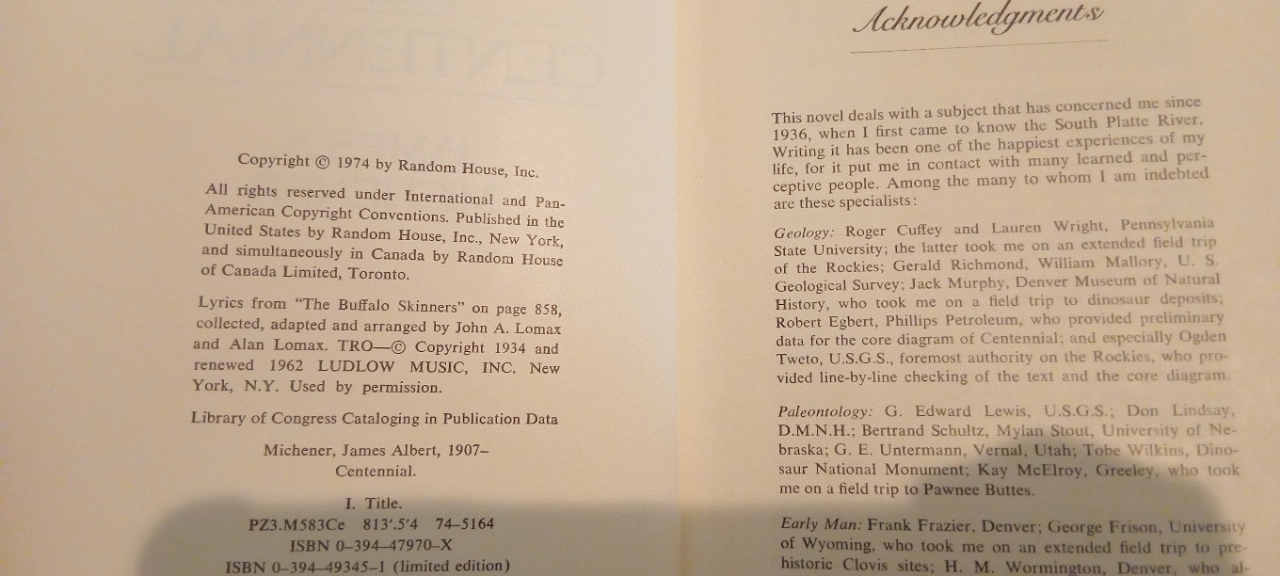 CENTENNIAL
Copyright © 1974 by Random House, Inc.
All rights reserved under International and Pan-
American Copyright Conventions. Published in the
United States by Random House, Inc., New York,
and simultaneously in Canada by Random House
of Canada Limited, Toronto.
Lyrics from "The Buffalo Skinners" on page 858,
collected, adapted and arranged by John A. Lomax
and Alan Lomax. TRO—© Copyright 1934 and
renewed 1962 LUDLOW MUSIC, INC. New
York, N.Y. Used by permission.
Library of Congress Cataloging in Publication Data
Michener, James Albert, 1907–
Centennial.
I. Title.
PZ3.M583Ce 813'.5'4 74–5164
ISBN 0–394–47970–X
ISBN 0–394–49345–1 (limited edition)
Acknowledgments
This novel deals with a subject that has concerned me since
1936, when I first came to know the South Platte River.
Writing it has been one of the happiest experiences of my
life, for it put me in contact with many learned and per-
ceptive people. Among the many to whom I am indebted
are these specialists:
Geology: Roger Cuffey and Lauren Wright, Pennsylvania
State University; the latter took me on an extended field trip
of the Rockies; Gerald Richmond, William Mallory, U. S.
Geological Survey; Jack Murphy, Denver Museum of Natural
History, who took me on a field trip to dinosaur deposits;
Robert Egbert, Phillips Petroleum, who provided preliminary
data for the core diagram of Centennial; and especially Ogden
Tweto, U.S.G.S., foremost authority on the Rockies, who pro-
vided line-by-line checking of the text and the core diagram.
Paleontology: G. Edward Lewis, U.S.G.S.; Don Lindsay,
D.M.N.H.; Bertrand Schultz, Mylan Stout, University of Ne-
braska; G. E. Untermann, Vernal, Utah; Tobe Wilkins, Dino-
saur National Monument; Kay McElroy, Greeley, who took
me on a field trip to Pawnee Buttes.
Early Man: Frank Frazier, Denver; George Frison, University
of Wyoming, who took me on an extended field trip to pre-
historic Clovis sites; H. M. Wormington, Denver, who al-